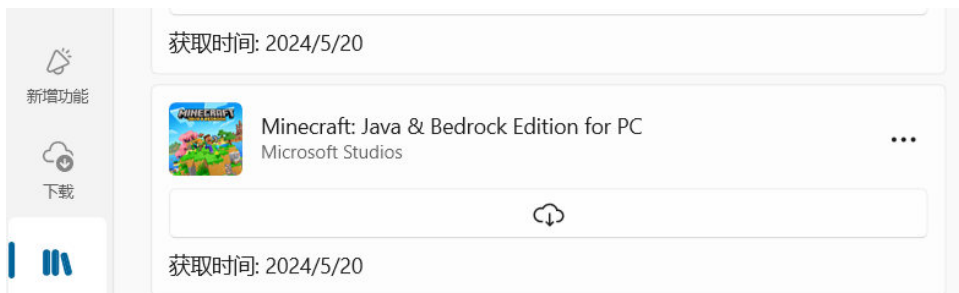 获取时间: 2024/5/20
新增功能
MINECRAFT
Minecraft: Java & Bedrock Edition for PC
Microsoft Studios
下载
获取时间: 2024/5/20